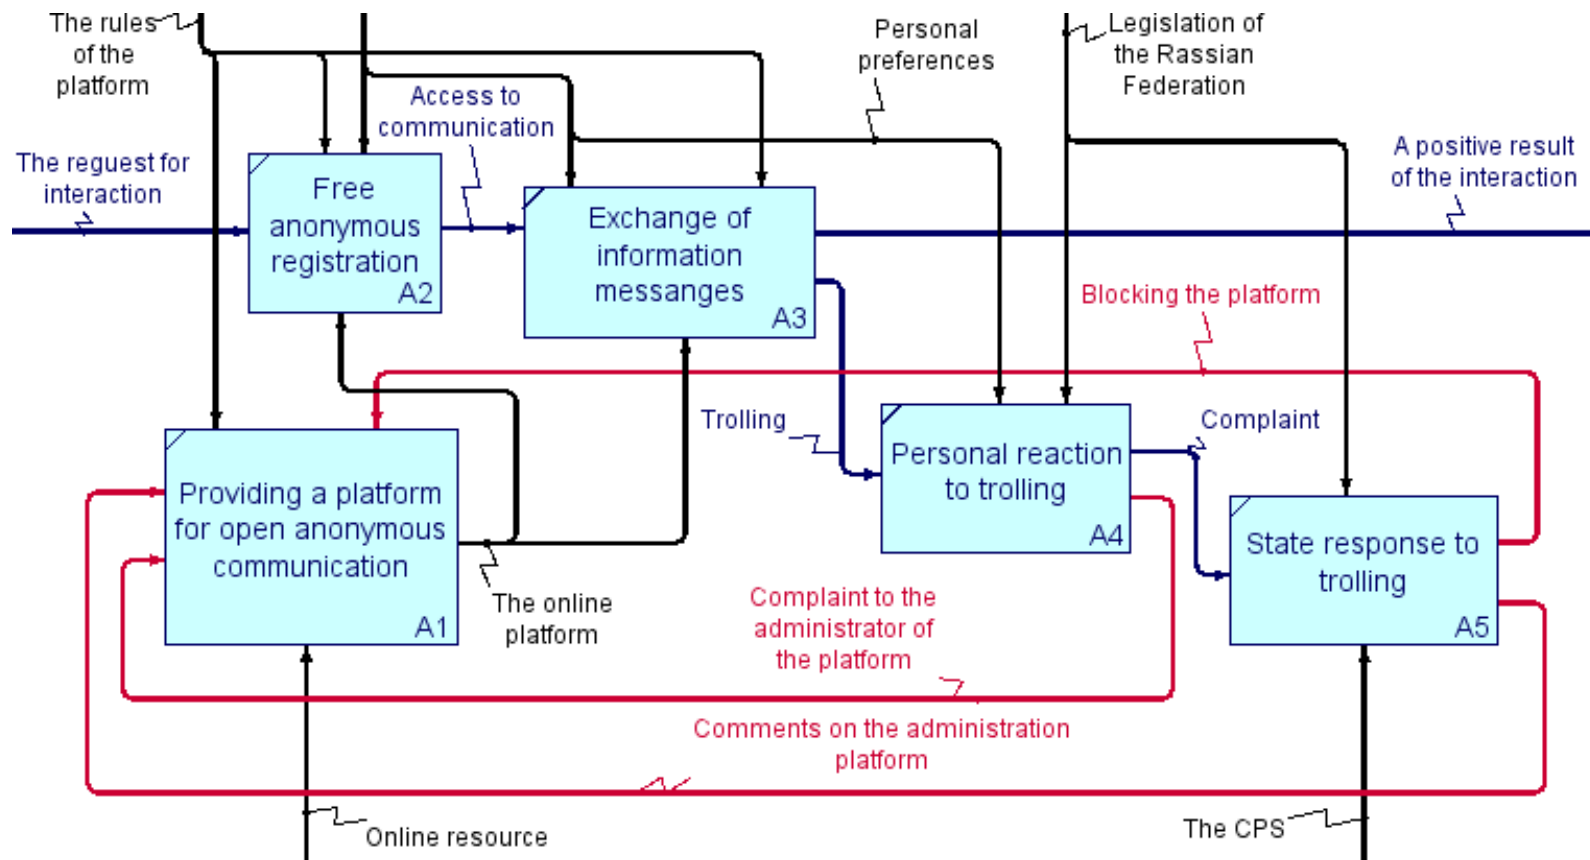 The rules
of the
platform
Personal
preferences
Legislation of
the Rassian
Federation
Access to
communication
The reguest for
interaction
A positive result
of the interaction
Free
anonymous
registration
A2
Exchange of
information
messanges
A3
Blocking the platform
Trolling
Complaint
Personal reaction
to trolling
A4
Providing a platform
for open anonymous
communication
A1
State response to
trolling
A5
The online
platform
Complaint to the
administrator of
the platform
Comments on the administration
platform
Online resource
The CPS